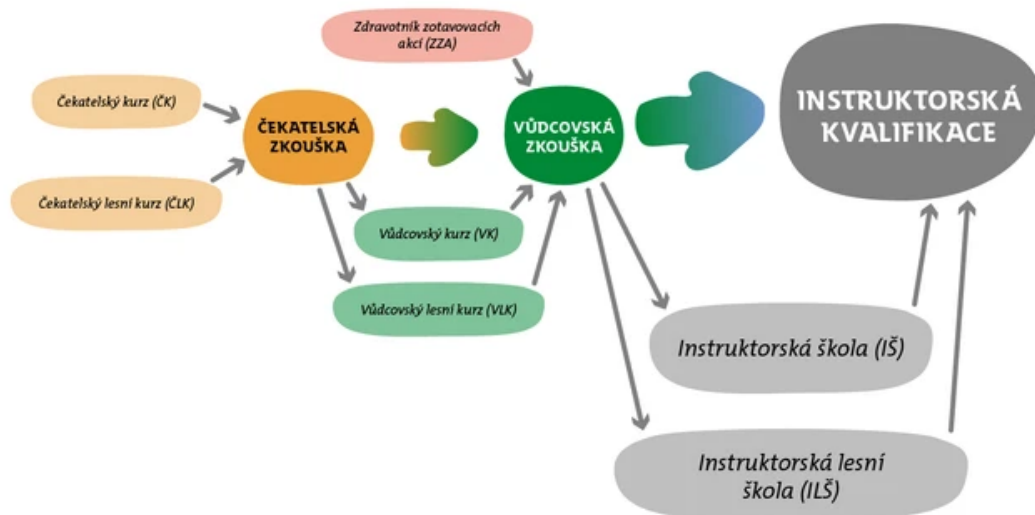 Zdravotník zotavovacích
akcí (ZZA)
Čekatelský kurz (ČK)
ČEKATELSKÁ
ZKOUŠKA
VŮDCOVSKÁ
ZKOUŠKA
INSTRUKTORSKÁ
KVALIFIKACE
Čekatelský lesní kurz (ČLK)
Vůdcovský kurz (VK)
Vůdcovský lesní kurz (VLK)
Instruktorská škola (IŠ)
Instruktorská lesní
škola (ILŠ)